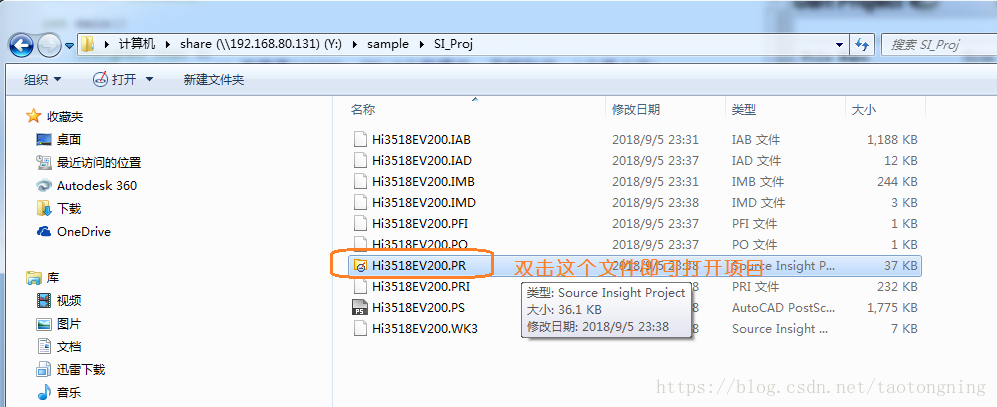 计算机 share (\\192.168.80.131) (Y:) sample SI_Proj
搜索 SI_Proj
组织 打开 新建文件夹
收藏夹
桌面
最近访问的位置
Autodesk 360
下载
OneDrive
库
视频
图片
文档
迅雷下载
音乐
名称 修改日期 类型 大小
Hi3518EV200.IAB 2018/9/5 23:31 IAB 文件 1,188 KB
Hi3518EV200.IAD 2018/9/5 23:37 IAD 文件 12 KB
Hi3518EV200.IMB 2018/9/5 23:31 IMB 文件 244 KB
Hi3518EV200.IMD 2018/9/5 23:38 IMD 文件 3 KB
Hi3518EV200.PFI 2018/9/5 23:37 PFI 文件 1 KB
Hi3518EV200.PO 2018/9/5 23:37 PO 文件 2 KB
Hi3518EV200.PR 2018/9/5 23:38 Source Insight P... 37 KB
双击这个文件即可打开项目
Hi3518EV200.PRI PRI 文件 232 KB
Hi3518EV200.PS AutoCAD PostSc... 1,775 KB
Hi3518EV200.WK3 Source Insight ... 7 KB
类型: Source Insight Project
大小: 36.1 KB
修改日期: 2018/9/5 23:38
https://blog.csdn.net/taotongning